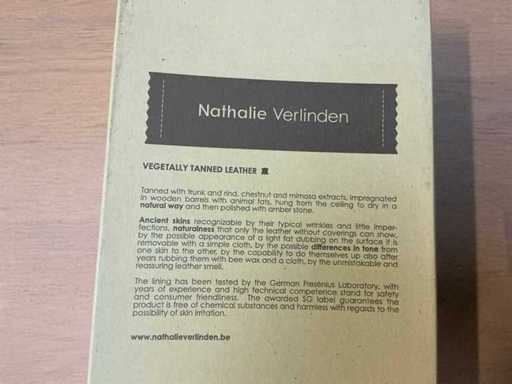 Nathalie Verlinden
VEGETALLY TANNED LEATHER
Tanned with trunk and rind, chestnut and mimosa extracts, impregnated
in wooden barrels with animal fats, hung from the ceiling to dry in a
natural way and then polished with amber stone.
Ancient skins recognizable by their typical wrinkles and little imper-
fections, naturalness that only the leather without coverings can show,
by the possible appearance of a light fat dubbing on the surface it is
removable with a simple cloth, by the possible differences in tone from
one skin to the other, by the capability to do themselves up also after
years rubbing them with bee wax and a cloth, by the unmistakable and
reassuring leather smell.
The lining has been tested by the German Fresenius Laboratory, with
years of experience and high technical competence stand for safety
and consumer friendliness. The awarded SG label guarantees the
product is free of chemical substances and harmless with regards to the
possibility of skin irritation.
www.nathalieverlinden.be